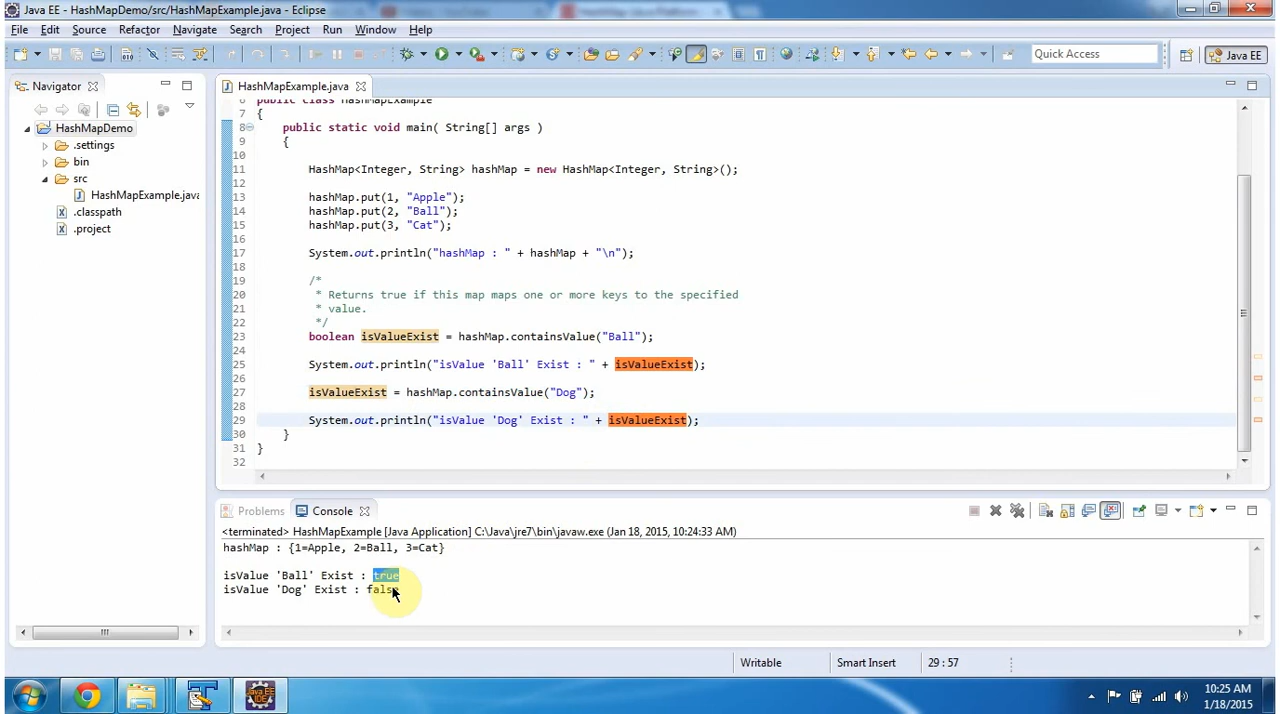 Java EE - HashMapDemo/src/HashMapExample.java - Eclipse
File Edit Source Refactor Navigate Search Project Run Window Help
Quick Access
Java EE
Navigator
HashMapExample.java
HashMapDemo
.settings
bin
src
HashMapExample.java
.classpath
.project
6 public class HashMapExample
7 {
8 public static void main( String[] args )
9 {
10
11 HashMap<Integer, String> hashMap = new HashMap<Integer, String>();
12
13 hashMap.put(1, "Apple");
14 hashMap.put(2, "Ball");
15 hashMap.put(3, "Cat");
16
17 System.out.println("hashMap : " + hashMap + "\n");
18
19 /*
20 * Returns true if this map maps one or more keys to the specified
21 * value.
22 */
23 boolean isValueExist = hashMap.containsValue("Ball");
24
25 System.out.println("isValue 'Ball' Exist : " + isValueExist);
26
27 isValueExist = hashMap.containsValue("Dog");
28
29 System.out.println("isValue 'Dog' Exist : " + isValueExist);
30 }
31 }
32
Problems Console
<terminated> HashMapExample [Java Application] C:\Java\jre7\bin\javaw.exe (Jan 18, 2015, 10:24:33 AM)
hashMap : {1=Apple, 2=Ball, 3=Cat}
isValue 'Ball' Exist : true
isValue 'Dog' Exist : false
Writable Smart Insert 29 : 57
Java EE IDE
10:25 AM
1/18/2015